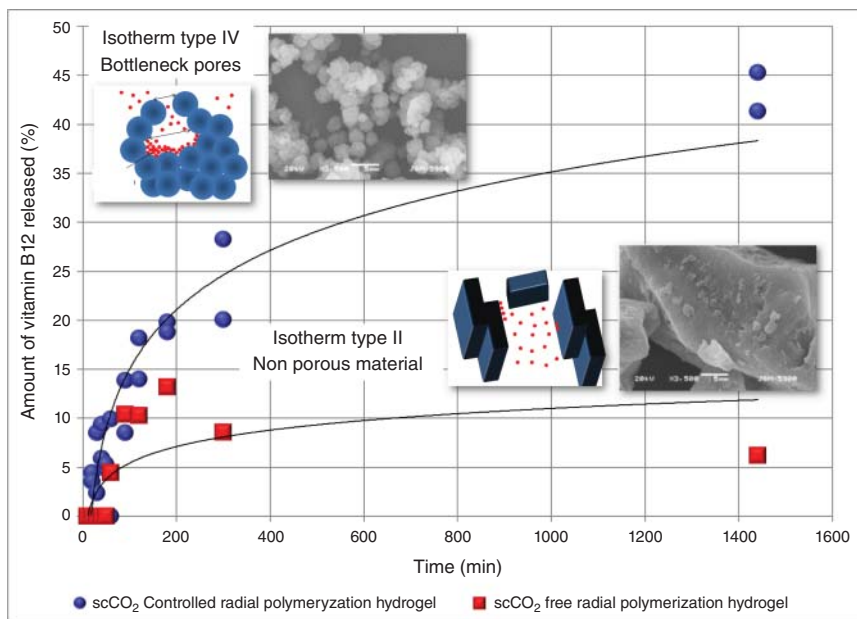 50
45
40
35
30
25
20
15
10
5
0
Amount of vitamin B12 released (%)
Isotherm type IV
Bottleneck pores
Isotherm type II
Non porous material
0 200 400 600 800 1000 1200 1400 1600
Time (min)
scCO₂ Controlled radial polymeryzation hydrogel
scCO₂ free radial polymerization hydrogel